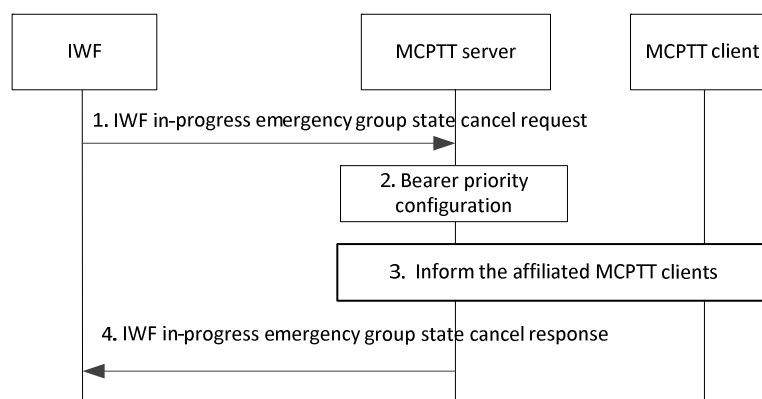 IWF
MCPTT server
MCPTT client
1. IWF in-progress emergency group state cancel request
2. Bearer priority
configuration
3. Inform the affiliated MCPTT clients
4. IWF in-progress emergency group state cancel response